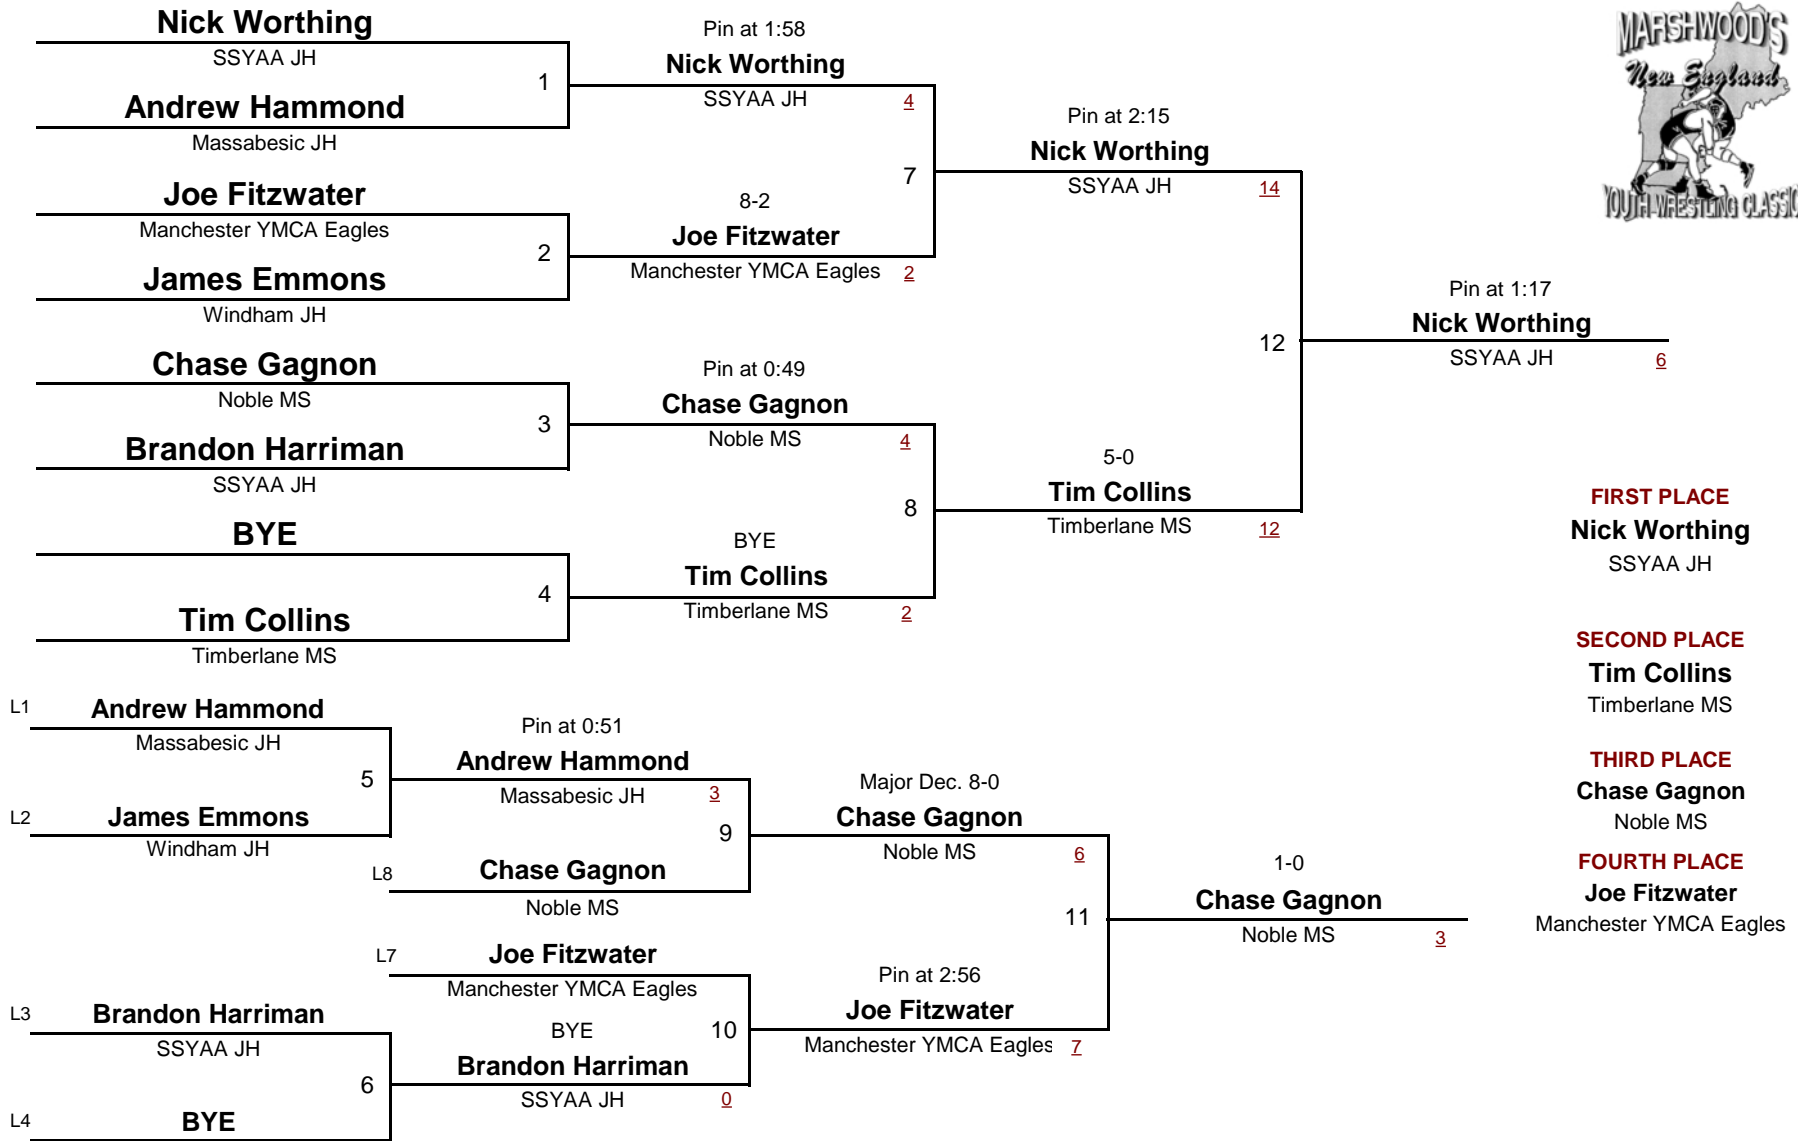 Nick Worthing
SSYAA JH
1
Andrew Hammond
Massabesic JH
Pin at 1:58
Nick Worthing
SSYAA JH 4
Joe Fitzwater
Manchester YMCA Eagles
2
James Emmons
Windham JH
8-2
Joe Fitzwater
Manchester YMCA Eagles 2
7
Pin at 2:15
Nick Worthing
SSYAA JH 14
Chase Gagnon
Noble MS
3
Brandon Harriman
SSYAA JH
Pin at 0:49
Chase Gagnon
Noble MS 4
BYE
4
Tim Collins
Timberlane MS
BYE
Tim Collins
Timberlane MS 2
8
5-0
Tim Collins
Timberlane MS 12
12
Pin at 1:17
Nick Worthing
SSYAA JH 6
MARSHWOOD'S
New England
YOUTH WRESTLING CLASSIC
FIRST PLACE
Nick Worthing
SSYAA JH
SECOND PLACE
Tim Collins
Timberlane MS
THIRD PLACE
Chase Gagnon
Noble MS
FOURTH PLACE
Joe Fitzwater
Manchester YMCA Eagles
L1 Andrew Hammond
Massabesic JH
5
L2 James Emmons
Windham JH
Pin at 0:51
Andrew Hammond
Massabesic JH 3
9
L8 Chase Gagnon
Noble MS
Major Dec. 8-0
Chase Gagnon
Noble MS 6
L7 Joe Fitzwater
Manchester YMCA Eagles
L3 Brandon Harriman
SSYAA JH
6
L4 BYE
BYE 10
Brandon Harriman
SSYAA JH 0
Pin at 2:56
Joe Fitzwater
Manchester YMCA Eagles 7
11
1-0
Chase Gagnon
Noble MS 3